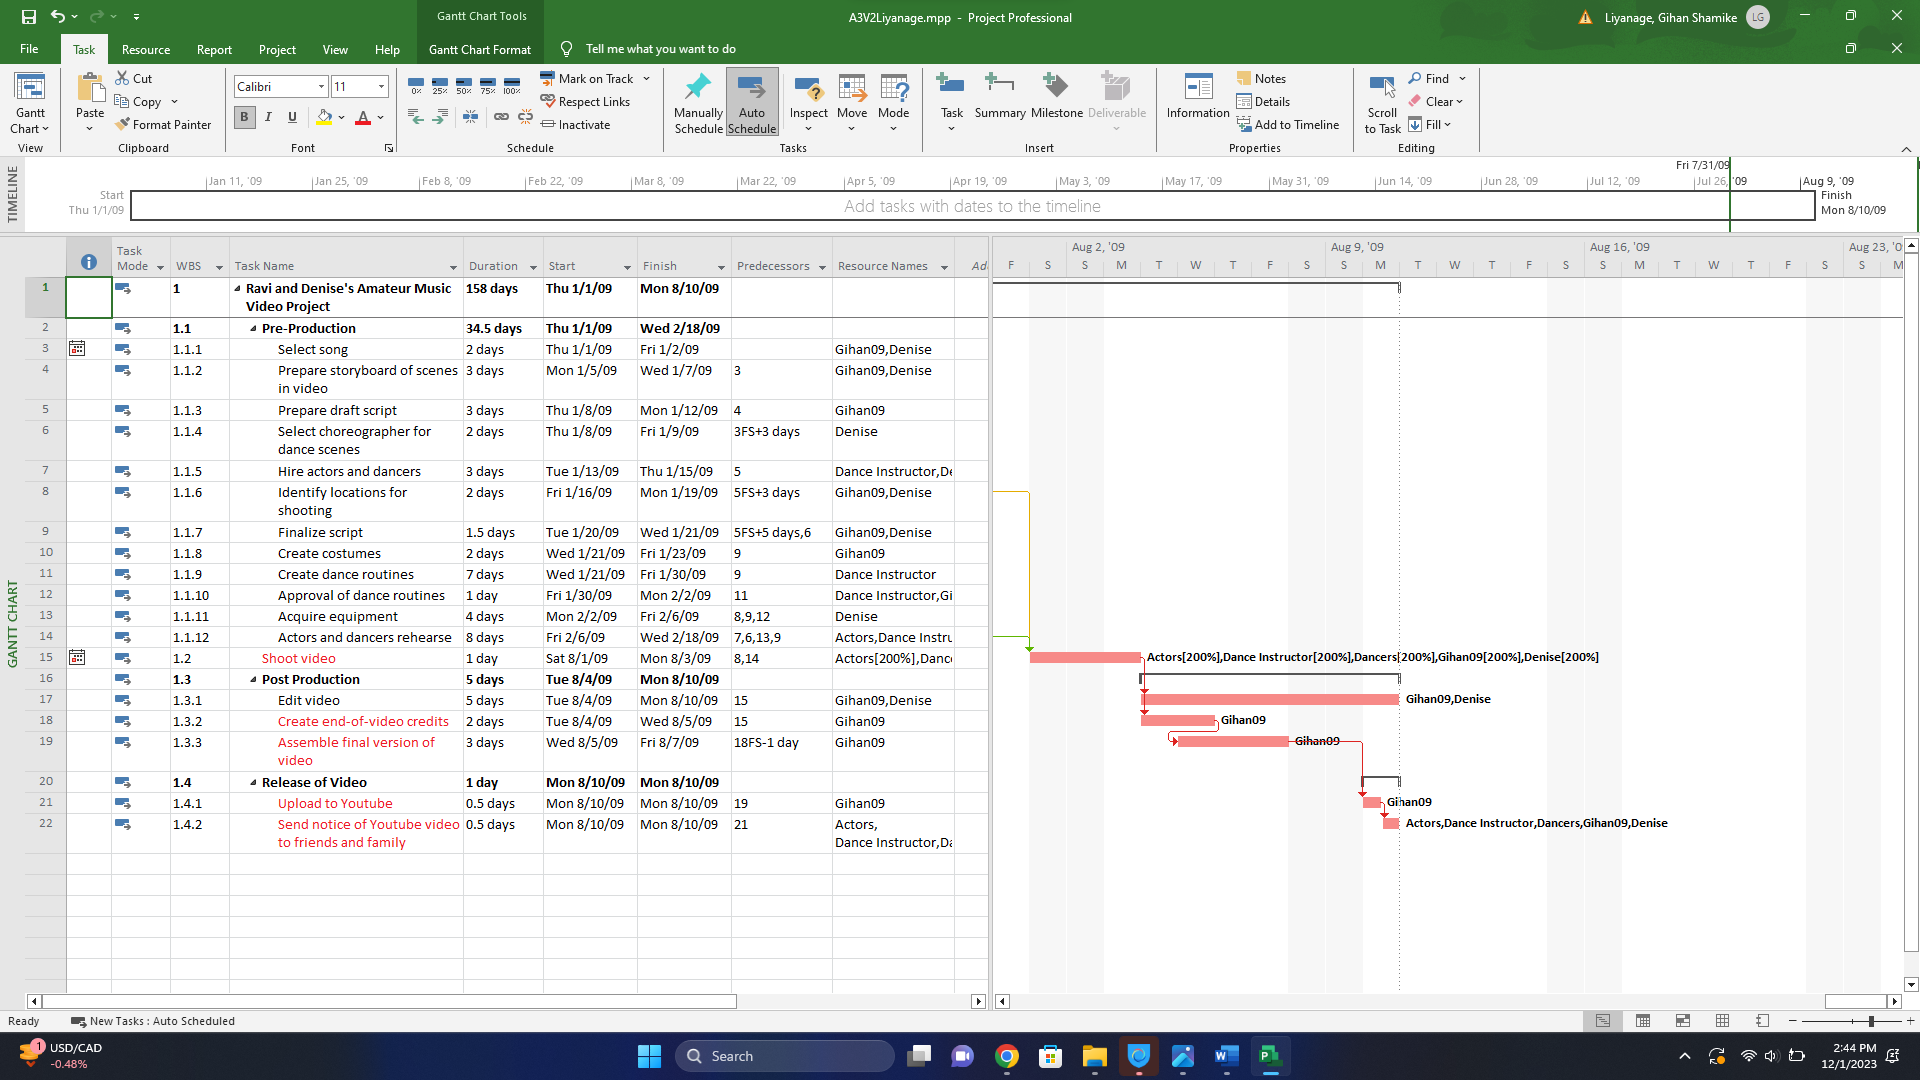 Gantt Chart Tools
A3V2Liyanage.mpp - Project Professional
Liyanage, Gihan Shamike
LG
File
Task
Resource
Report
Project
View
Help
Gantt Chart Format
Tell me what you want to do
Gantt Chart
View
Paste
Cut
Copy
Format Painter
Clipboard
Calibri
11
B I U A
Font
0% 25% 50% 75% 100%
Mark on Track
Respect Links
Inactivate
Schedule
Manually Schedule
Auto Schedule
Inspect
Move
Mode
Tasks
Task
Summary
Milestone
Deliverable
Insert
Information
Notes
Details
Add to Timeline
Properties
Scroll to Task
Find
Clear
Fill
Editing
TIMELINE
Fri 7/31/09
Jan 11, '09 Jan 25, '09 Feb 8, '09 Feb 22, '09 Mar 8, '09 Mar 22, '09 Apr 5, '09 Apr 19, '09 May 3, '09 May 17, '09 May 31, '09 Jun 14, '09 Jun 28, '09 Jul 12, '09 Jul 26, '09 Aug 9, '09
Start
Thu 1/1/09
Add tasks with dates to the timeline
Finish
Mon 8/10/09
GANTT CHART
Task Mode WBS Task Name Duration Start Finish Predecessors Resource Names Ad
Aug 2, '09 Aug 9, '09 Aug 16, '09 Aug 23, '0
F S S M T W T F S S M T W T F S S M T W T F S S M
1 1 Ravi and Denise's Amateur Music Video Project 158 days Thu 1/1/09 Mon 8/10/09
2 1.1 Pre-Production 34.5 days Thu 1/1/09 Wed 2/18/09
3 1.1.1 Select song 2 days Thu 1/1/09 Fri 1/2/09 Gihan09,Denise
4 1.1.2 Prepare storyboard of scenes in video 3 days Mon 1/5/09 Wed 1/7/09 3 Gihan09,Denise
5 1.1.3 Prepare draft script 3 days Thu 1/8/09 Mon 1/12/09 4 Gihan09
6 1.1.4 Select choreographer for dance scenes 2 days Thu 1/8/09 Fri 1/9/09 3FS+3 days Denise
7 1.1.5 Hire actors and dancers 3 days Tue 1/13/09 Thu 1/15/09 5 Dance Instructor,De
8 1.1.6 Identify locations for shooting 2 days Fri 1/16/09 Mon 1/19/09 5FS+3 days Gihan09,Denise
9 1.1.7 Finalize script 1.5 days Tue 1/20/09 Wed 1/21/09 5FS+5 days,6 Gihan09,Denise
10 1.1.8 Create costumes 2 days Wed 1/21/09 Fri 1/23/09 9 Gihan09
11 1.1.9 Create dance routines 7 days Wed 1/21/09 Fri 1/30/09 9 Dance Instructor
12 1.1.10 Approval of dance routines 1 day Fri 1/30/09 Mon 2/2/09 11 Dance Instructor,Gi
13 1.1.11 Acquire equipment 4 days Mon 2/2/09 Fri 2/6/09 8,9,12 Denise
14 1.1.12 Actors and dancers rehearse 8 days Fri 2/6/09 Wed 2/18/09 7,6,13,9 Actors,Dance Instru
15 1.2 Shoot video 1 day Sat 8/1/09 Mon 8/3/09 8,14 Actors[200%],Danc Actors[200%],Dance Instructor[200%],Dancers[200%],Gihan09[200%],Denise[200%]
16 1.3 Post Production 5 days Tue 8/4/09 Mon 8/10/09
17 1.3.1 Edit video 5 days Tue 8/4/09 Mon 8/10/09 15 Gihan09,Denise Gihan09,Denise
18 1.3.2 Create end-of-video credits 2 days Tue 8/4/09 Wed 8/5/09 15 Gihan09 Gihan09
19 1.3.3 Assemble final version of video 3 days Wed 8/5/09 Fri 8/7/09 18FS-1 day Gihan09 Gihan09
20 1.4 Release of Video 1 day Mon 8/10/09 Mon 8/10/09
21 1.4.1 Upload to Youtube 0.5 days Mon 8/10/09 Mon 8/10/09 19 Gihan09 Gihan09
22 1.4.2 Send notice of Youtube video to friends and family 0.5 days Mon 8/10/09 Mon 8/10/09 21 Actors, Dance Instructor,Da Actors,Dance Instructor,Dancers,Gihan09,Denise
Ready
New Tasks : Auto Scheduled
1
USD/CAD
-0.48%
Search
2:44 PM
12/1/2023